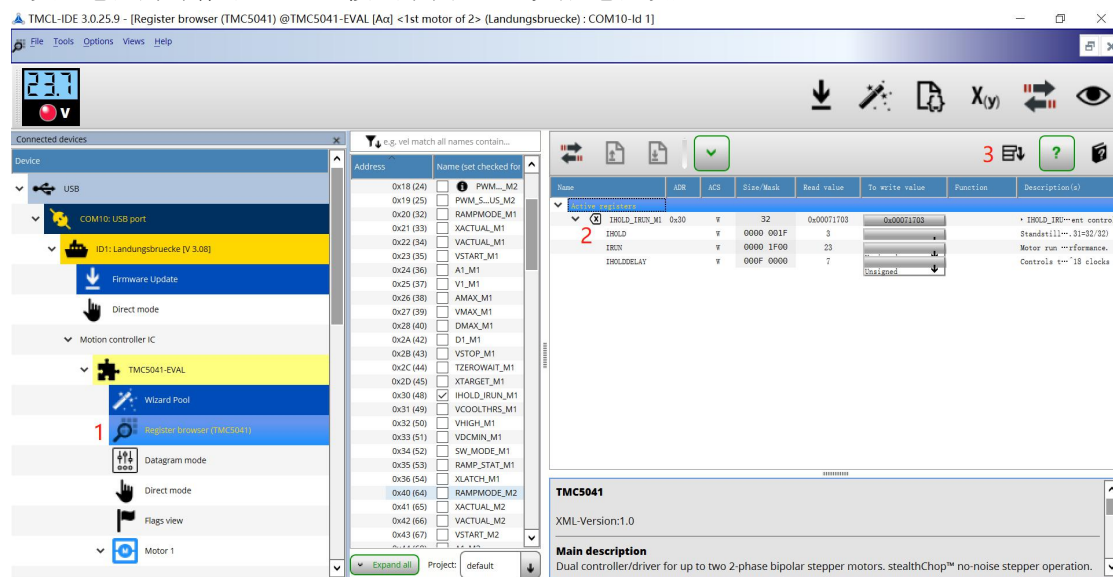 TMCL-IDE 3.0.25.9 - [Register browser (TMC5041) @TMC5041-EVAL [Aα] <1st motor of 2> (Landungsbruecke) : COM10-Id 1]
File Tools Options Views Help
23.7
V
X(y)
Connected devices
Device
USB
COM10: USB port
ID1: Landungsbruecke [V 3.08]
Firmware Update
Direct mode
Motion controller IC
TMC5041-EVAL
Wizard Pool
1
Register browser (TMC5041)
Datagram mode
Direct mode
Flags view
Motor 1
e.g. vel match all names contain...
Address Name (set checked for
0x18 (24) PWM..._M2
0x19 (25) PWM_S...US_M2
0x20 (32) RAMPMODE_M1
0x21 (33) XACTUAL_M1
0x22 (34) VACTUAL_M1
0x23 (35) VSTART_M1
0x24 (36) A1_M1
0x25 (37) V1_M1
0x26 (38) AMAX_M1
0x27 (39) VMAX_M1
0x28 (40) DMAX_M1
0x2A (42) D1_M1
0x2B (43) VSTOP_M1
0x2C (44) TZEROWAIT_M1
0x2D (45) XTARGET_M1
0x30 (48) IHOLD_IRUN_M1
0x31 (49) VCOOLTHRS_M1
0x32 (50) VHIGH_M1
0x33 (51) VDCMIN_M1
0x34 (52) SW_MODE_M1
0x35 (53) RAMP_STAT_M1
0x36 (54) XLATCH_M1
0x40 (64) RAMPMODE_M2
0x41 (65) XACTUAL_M2
0x42 (66) VACTUAL_M2
0x43 (67) VSTART_M2
Expand all Project: default
3
?
Name ADR ACS Size/Mask Read value To write value Function Description(s)
Active registers
IHOLD_IRUN_M1 0x30 W 32 0x00071703 0x00071703 • IHOLD_IRU⋯ent contro
2
IHOLD W 0000 001F 3 Standstill⋯.31=32/32)
IRUN W 0000 1F00 23 Motor run ⋯rformance.
IHOLDDELAY W 000F 0000 7 Unsigned Controls t⋯^18 clocks
TMC5041
XML-Version:1.0
Main description
Dual controller/driver for up to two 2-phase bipolar stepper motors. stealthChop™ no-noise stepper operation.